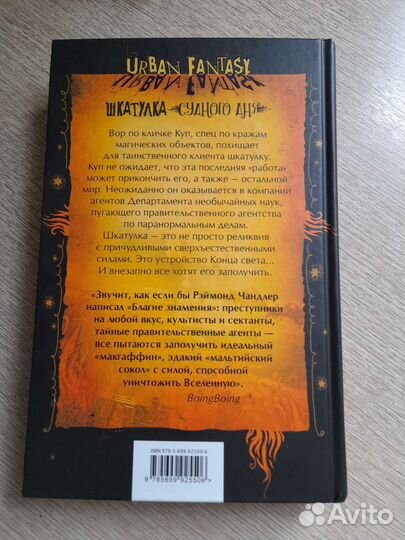 URBAN FANTASY
ШКАТУЛКА СУДНОГО ДНЯ
Вор по кличке Куп, спец по кражам
магических объектов, похищает
для таинственного клиента шкатулку.
Куп не ожидает, что эта последняя «работа»
может прикончить его, а также — остальной
мир. Неожиданно он оказывается в компании
агентов Департамента необычайных наук,
пугающего правительственного агентства
по паранормальным делам.
Шкатулка — это не просто реликвия
с причудливыми сверхъестественными
силами. Это устройство Конца света...
И внезапно все хотят его заполучить.
«Звучит, как если бы Рэймонд Чандлер
написал «Благие знамения»: преступники
на любой вкус, культисты и сектанты,
тайные правительственные агенты —
все пытаются заполучить идеальный
«макгаффин», эдакий «мальтийский
сокол» с силой, способной
уничтожить Вселенную».
BoingBoing
ISBN 978-5-699-92550-6
9 785699 925506
Avito